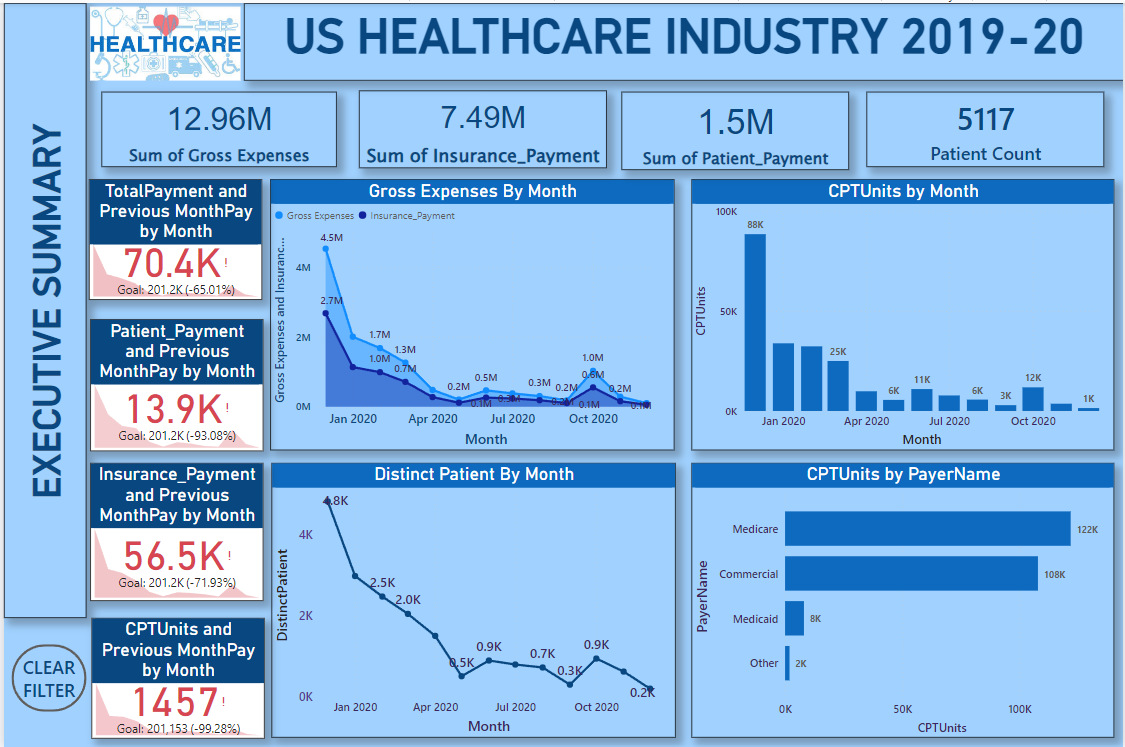 HEALTHCARE
US HEALTHCARE INDUSTRY 2019-20
EXECUTIVE SUMMARY
12.96M
Sum of Gross Expenses
7.49M
Sum of Insurance_Payment
1.5M
Sum of Patient_Payment
5117
Patient Count
TotalPayment and
Previous MonthPay
by Month
70.4K!
Goal: 201.2K (-65.01%)
Patient_Payment
and Previous
MonthPay by Month
13.9K!
Goal: 201.2K (-93.08%)
Insurance_Payment
and Previous
MonthPay by Month
56.5K!
Goal: 201.2K (-71.93%)
CPTUnits and
Previous MonthPay
by Month
1457!
Goal: 201,153 (-99.28%)
CLEAR
FILTER
Gross Expenses By Month
Gross Expenses Insurance_Payment
Gross Expenses and Insuranc...
4M
2M
0M
4.5M
2.7M
1.7M
1.0M
1.3M
0.7M
0.2M
0.1M
0.5M
0.3M
0.3M
0.2M
0.1M
1.0M
0.6M
0.2M
0.1M
Jan 2020 Apr 2020 Jul 2020 Oct 2020
Month
CPTUnits by Month
CPTUnits
100K
50K
0K
88K
25K
6K
11K
6K
3K
12K
1K
Jan 2020 Apr 2020 Jul 2020 Oct 2020
Month
Distinct Patient By Month
DistinctPatient
4K
2K
0K
4.8K
2.5K
2.0K
0.5K
0.9K
0.7K
0.3K
0.9K
0.2K
Jan 2020 Apr 2020 Jul 2020 Oct 2020
Month
CPTUnits by PayerName
PayerName
Medicare 122K
Commercial 108K
Medicaid 8K
Other 2K
0K 50K 100K
CPTUnits